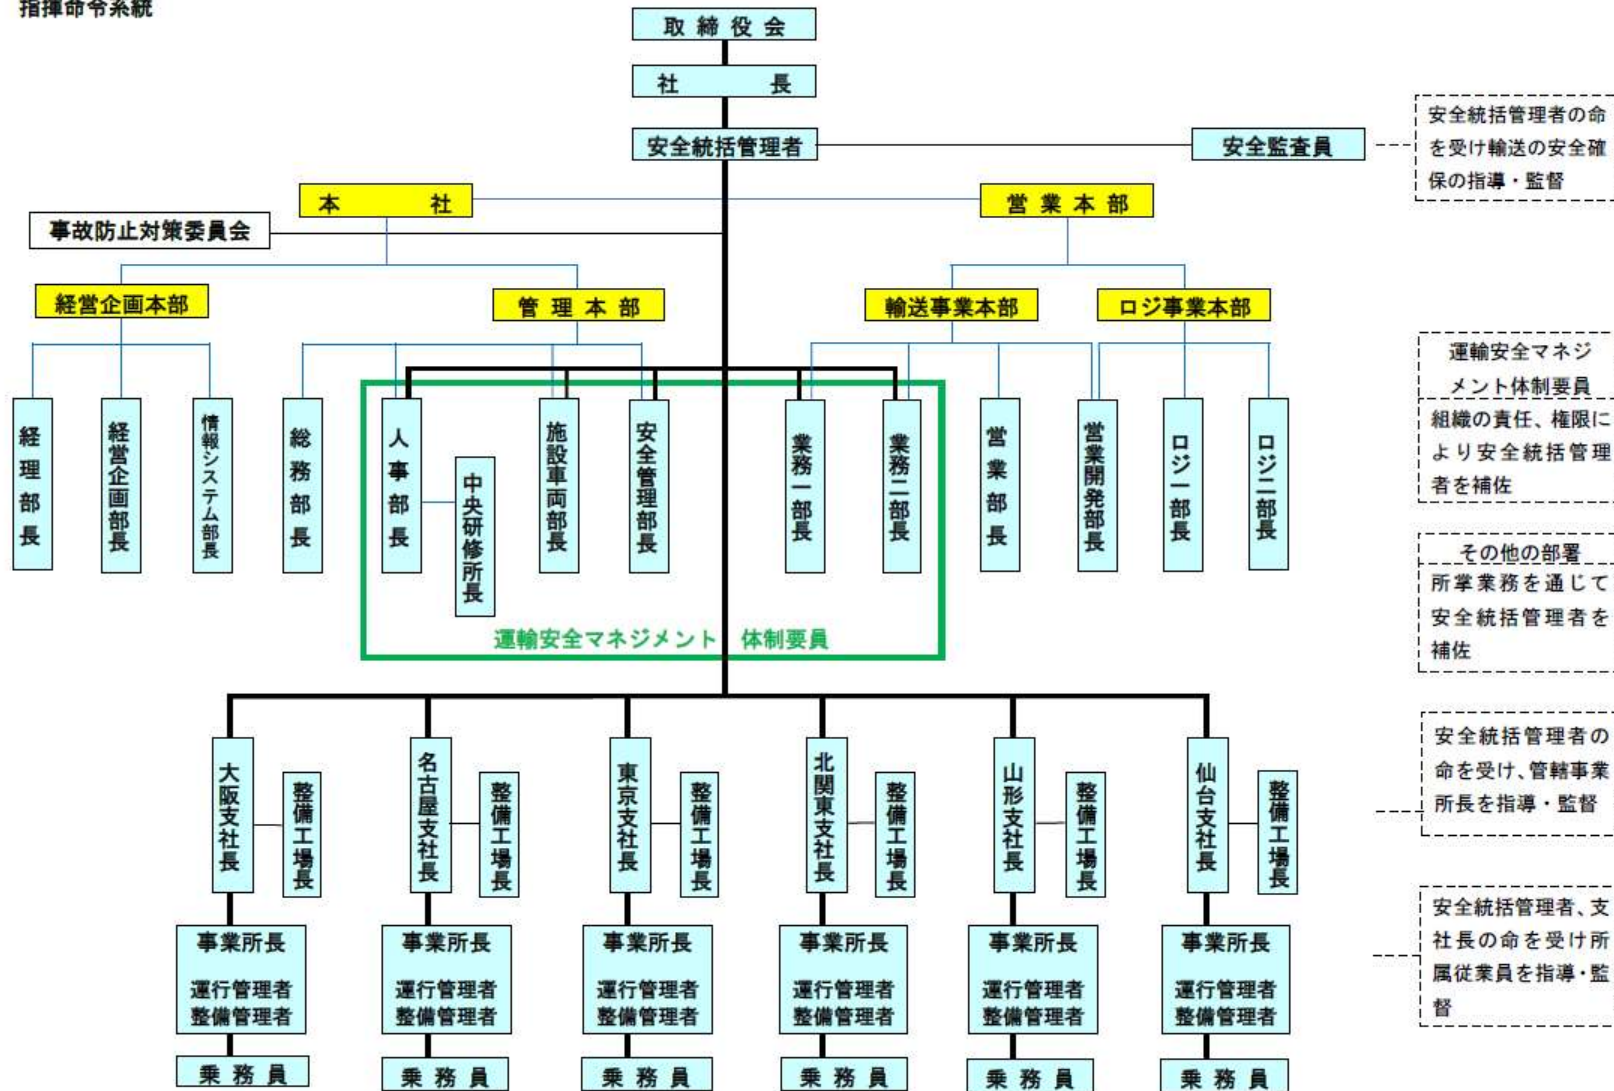 指揮命令系統
取締役会
社長
安全統括管理者
安全監査員
安全統括管理者の命
を受け輸送の安全確
保の指導・監督
本社
営業本部
事故防止対策委員会
経営企画本部
管理本部
輸送事業本部
ロジ事業本部
経理部長
経営企画部長
情報システム部長
総務部長
人事部長
中央研修所長
施設車両部長
安全管理部長
業務一部長
業務二部長
営業部長
営業開発部長
ロジ一部長
ロジ二部長
運輸安全マネジメント 体制要員
運輸安全マネジ
メント体制要員
組織の責任、権限に
より安全統括管理
者を補佐
その他の部署
所掌業務を通じて
安全統括管理者を
補佐
大阪支社長
整備工場長
名古屋支社長
整備工場長
東京支社長
整備工場長
北関東支社長
整備工場長
山形支社長
整備工場長
仙台支社長
整備工場長
安全統括管理者の
命を受け、管轄事業
所長を指導・監督
事業所長
運行管理者
整備管理者
事業所長
運行管理者
整備管理者
事業所長
運行管理者
整備管理者
事業所長
運行管理者
整備管理者
事業所長
運行管理者
整備管理者
事業所長
運行管理者
整備管理者
安全統括管理者、支
社長の命を受け所
属従業員を指導・監
督
乗務員
乗務員
乗務員
乗務員
乗務員
乗務員